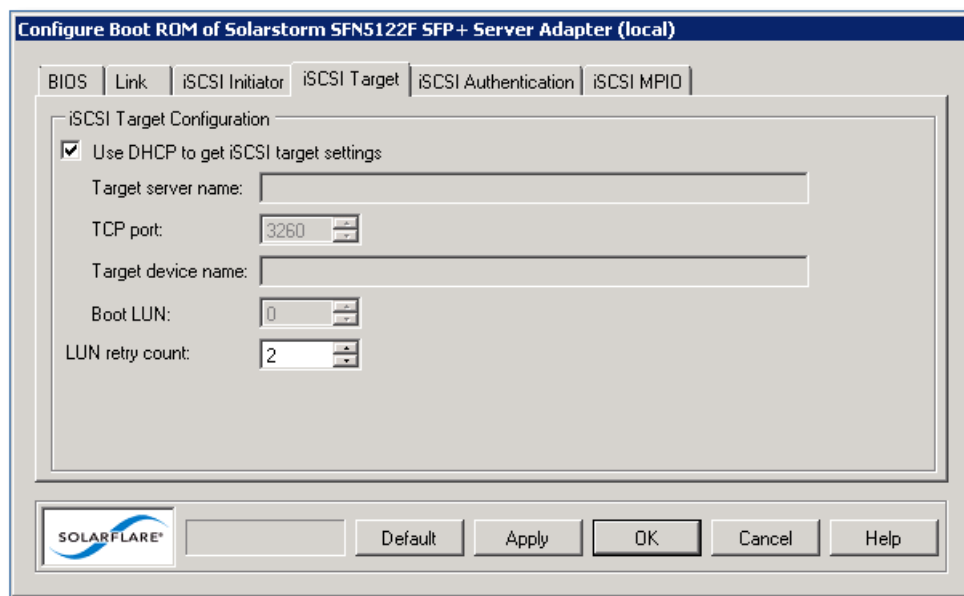 Configure Boot ROM of Solarstorm SFN5122F SFP+ Server Adapter (local)
BIOS Link iSCSI Initiator iSCSI Target iSCSI Authentication iSCSI MPIO
iSCSI Target Configuration
Use DHCP to get iSCSI target settings
Target server name:
TCP port: 3260
Target device name:
Boot LUN: 0
LUN retry count: 2
SOLARFLARE® Default Apply OK Cancel Help